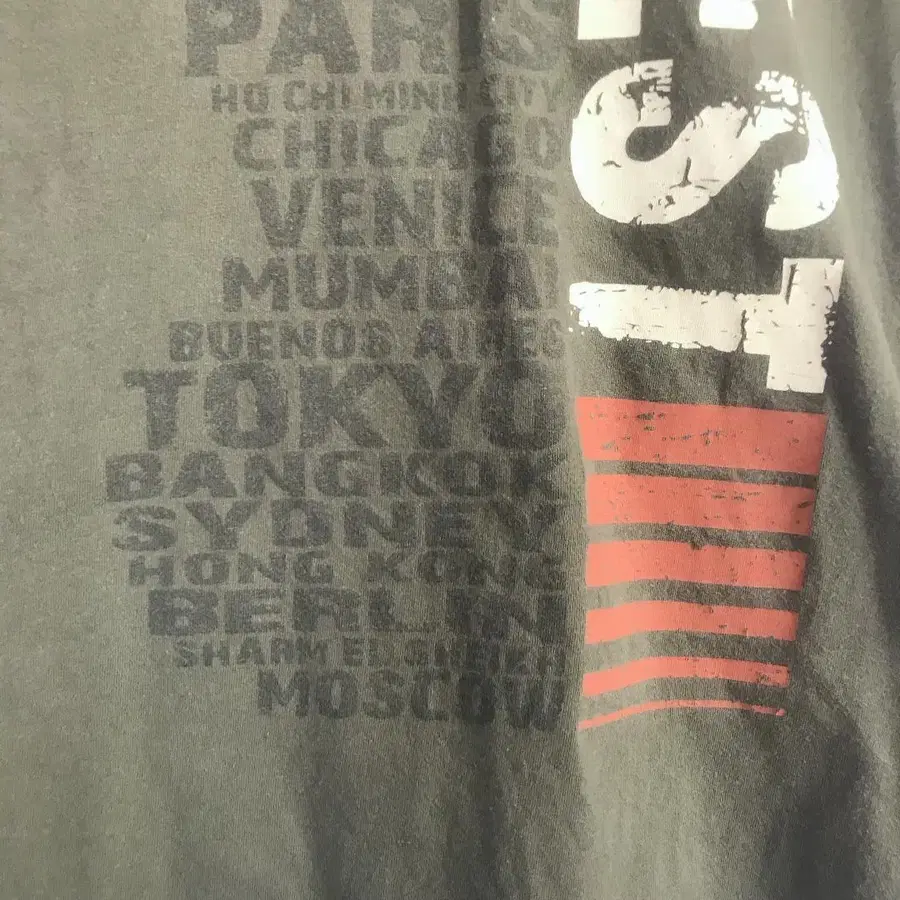 PARIS
HO CHI MINH CITY
CHICAGO
VENICE
MUMBAI
BUENOS AIRES
TOKYO
BANGKOK
SYDNEY
HONG KONG
BERLIN
SHARM EL SHEIKH
MOSCOW
ST